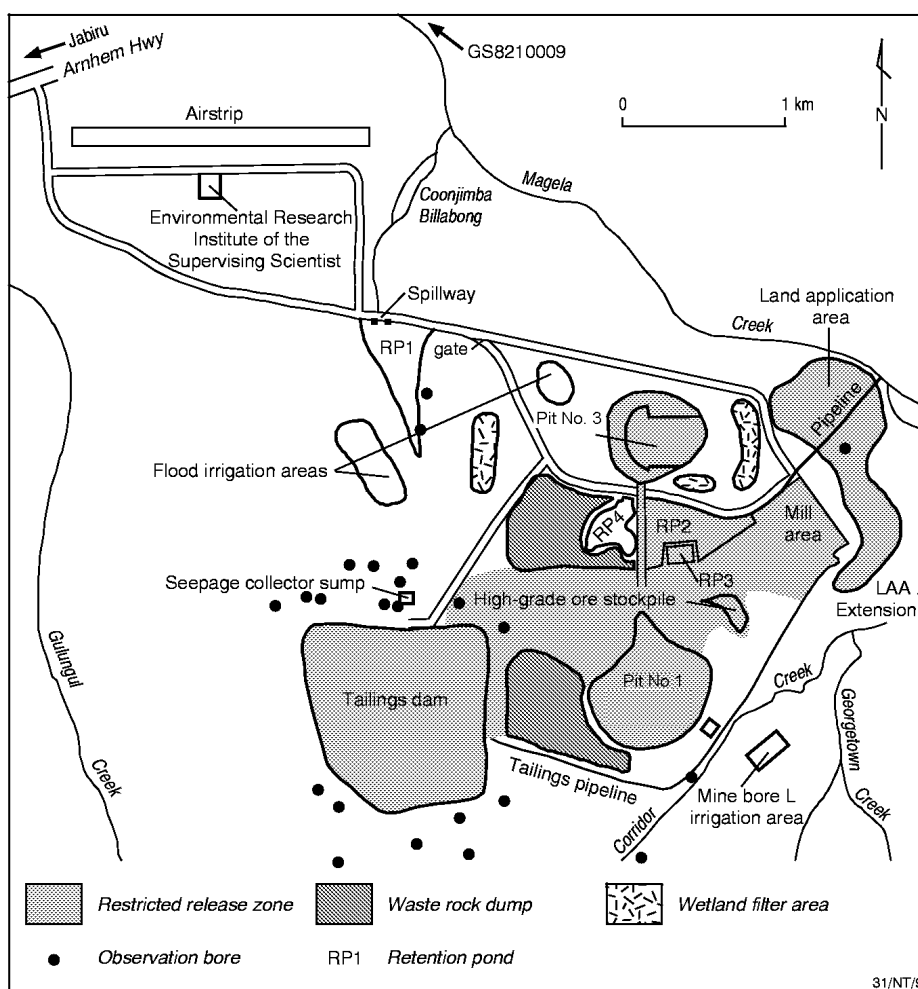 Jabiru
Arnhem Hwy
GS8210009
Airstrip
0 1 km
N
Coonjimba
Billabong
Magela
Environmental Research
Institute of the
Supervising Scientist
Spillway
Land application
area
Creek
RP1
gate
Pipeline
Pit No. 3
Flood irrigation areas
Mill
area
RP4
RP2
RP3
Seepage collector sump
High-grade ore stockpile
LAA
Extension
Gulungul
Tailings dam
Pit No 1
Creek
Georgetown
Tailings pipeline
Mine bore L
irrigation area
Creek
Corridor
Creek
Restricted release zone
Waste rock dump
Wetland filter area
Observation bore
RP1 Retention pond
31/NT/